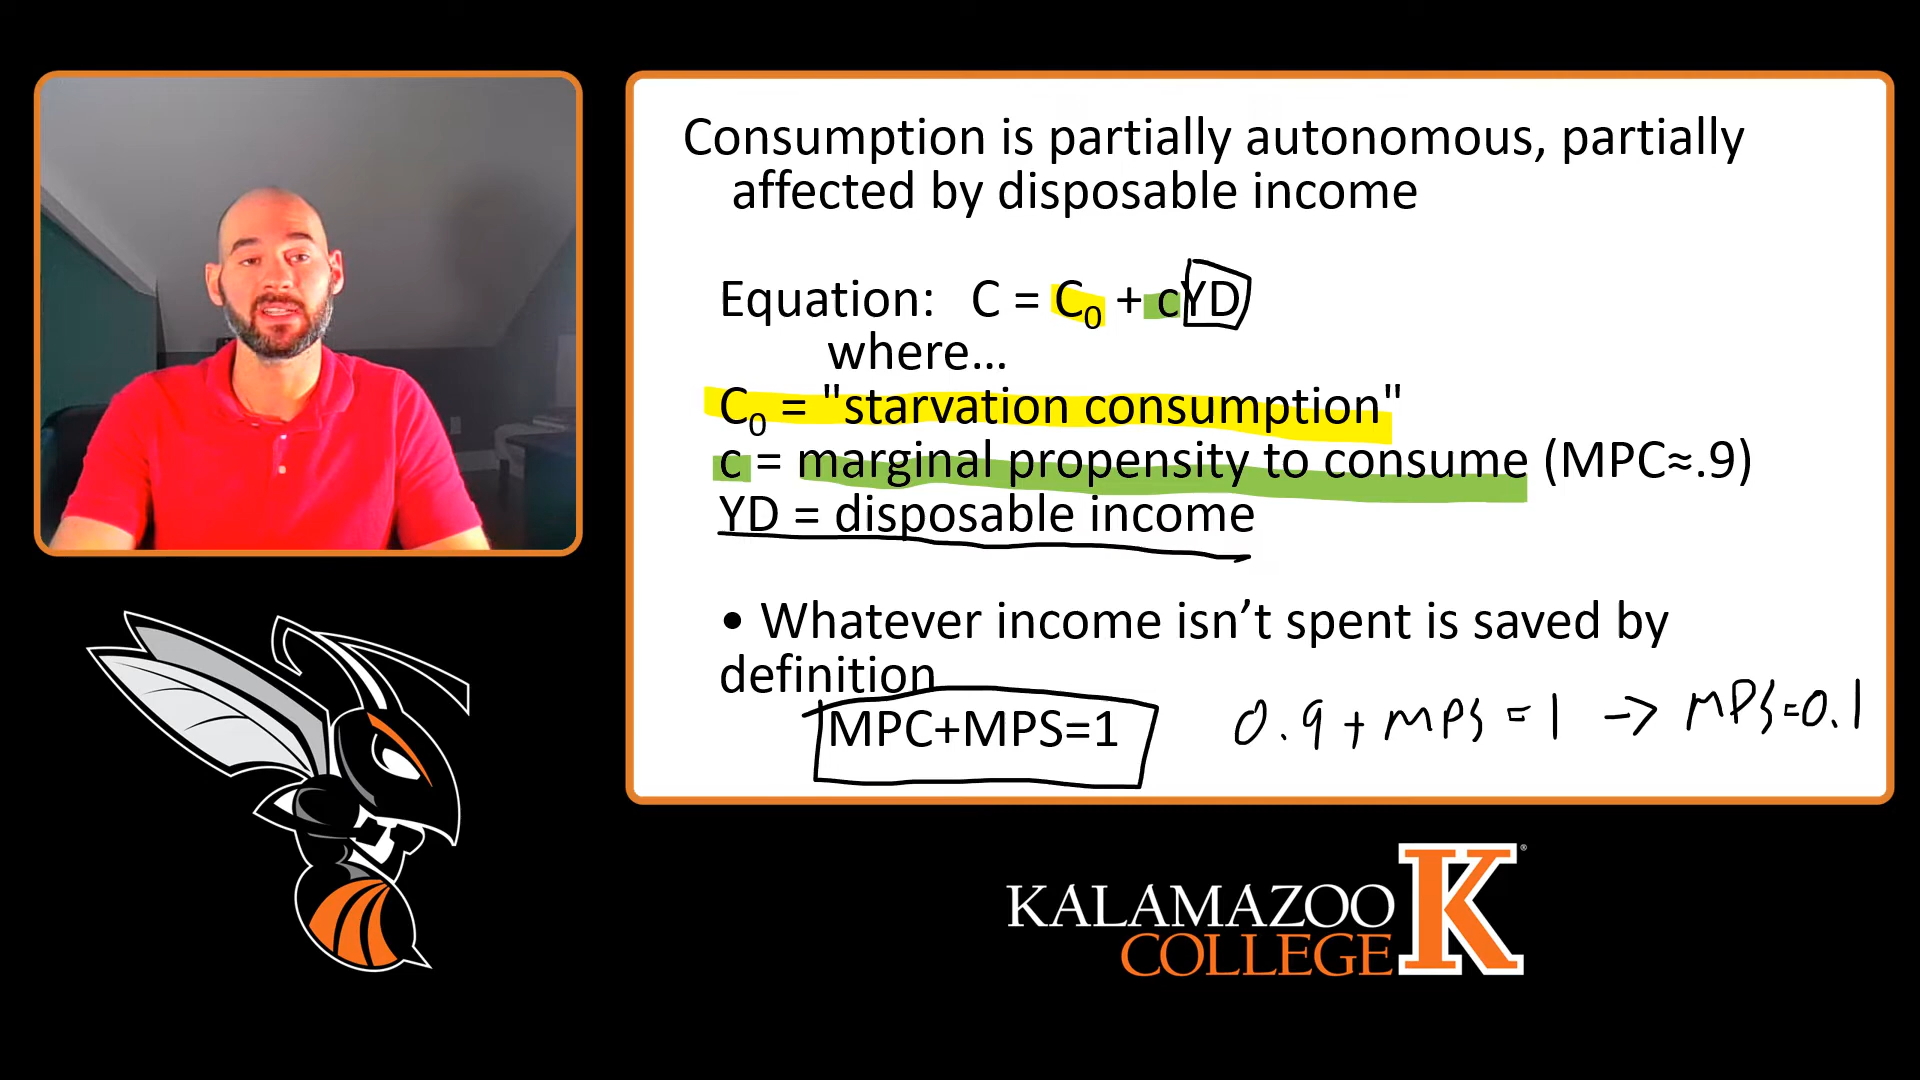 Consumption is partially autonomous, partially
affected by disposable income
Equation: C = C₀ + cYD
where...
C₀ = "starvation consumption"
c = marginal propensity to consume (MPC≈.9)
YD = disposable income
• Whatever income isn’t spent is saved by
definition
MPC+MPS=1
0.9 + MPS = 1 → MPS=0.1
KALAMAZOO
COLLEGE
K
®